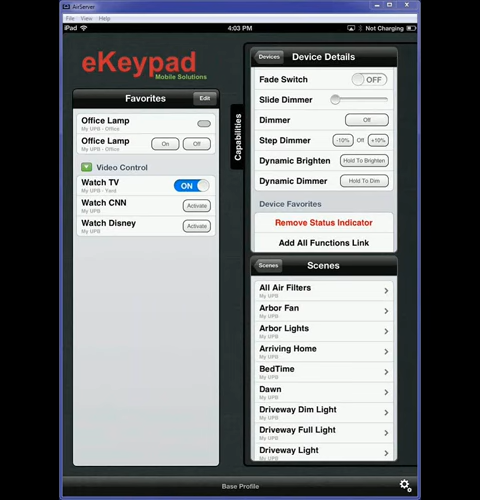 AirServer
File View Help
iPad
4:03 PM
Not Charging
eKeypad
Mobile Solutions
Favorites
Edit
Office Lamp
My UPB - Office
Office Lamp
My UPB - Office
On
Off
Video Control
Watch TV
My UPB - Yard
ON
Watch CNN
My UPB
Activate
Watch Disney
My UPB
Activate
Capabilities
Devices
Device Details
Fade Switch
OFF
Slide Dimmer
Dimmer
Off
Step Dimmer
-10%
Off
+10%
Dynamic Brighten
Hold To Brighten
Dynamic Dimmer
Hold To Dim
Device Favorites
Remove Status Indicator
Add All Functions Link
Scenes
Scenes
All Air Filters
My UPB
Arbor Fan
My UPB
Arbor Lights
My UPB
Arriving Home
My UPB
BedTime
My UPB
Dawn
My UPB
Driveway Dim Light
My UPB
Driveway Full Light
My UPB
Driveway Light
My UPB
Base Profile